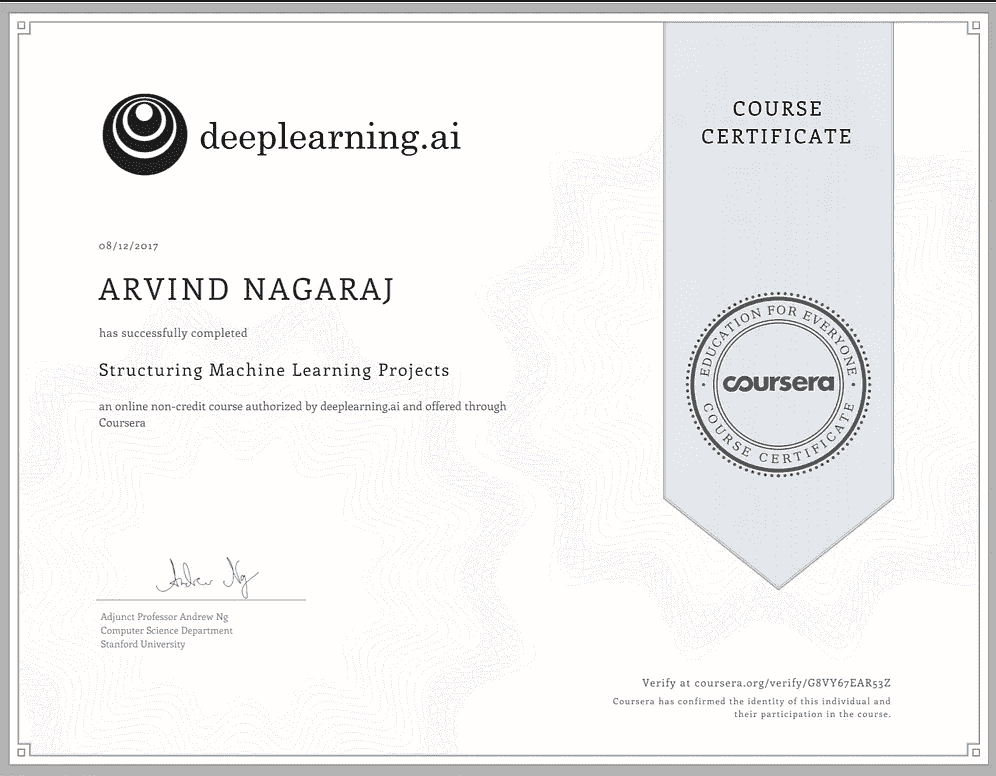 deeplearning.ai
COURSE
CERTIFICATE
08/12/2017
ARVIND NAGARAJ
has successfully completed
Structuring Machine Learning Projects
an online non-credit course authorized by deeplearning.ai and offered through
Coursera
EDUCATION FOR EVERYONE
coursera
COURSE CERTIFICATE
Andrew Ng
Adjunct Professor Andrew Ng
Computer Science Department
Stanford University
Verify at coursera.org/verify/G8VY67EAR53Z
Coursera has confirmed the identity of this individual and
their participation in the course.